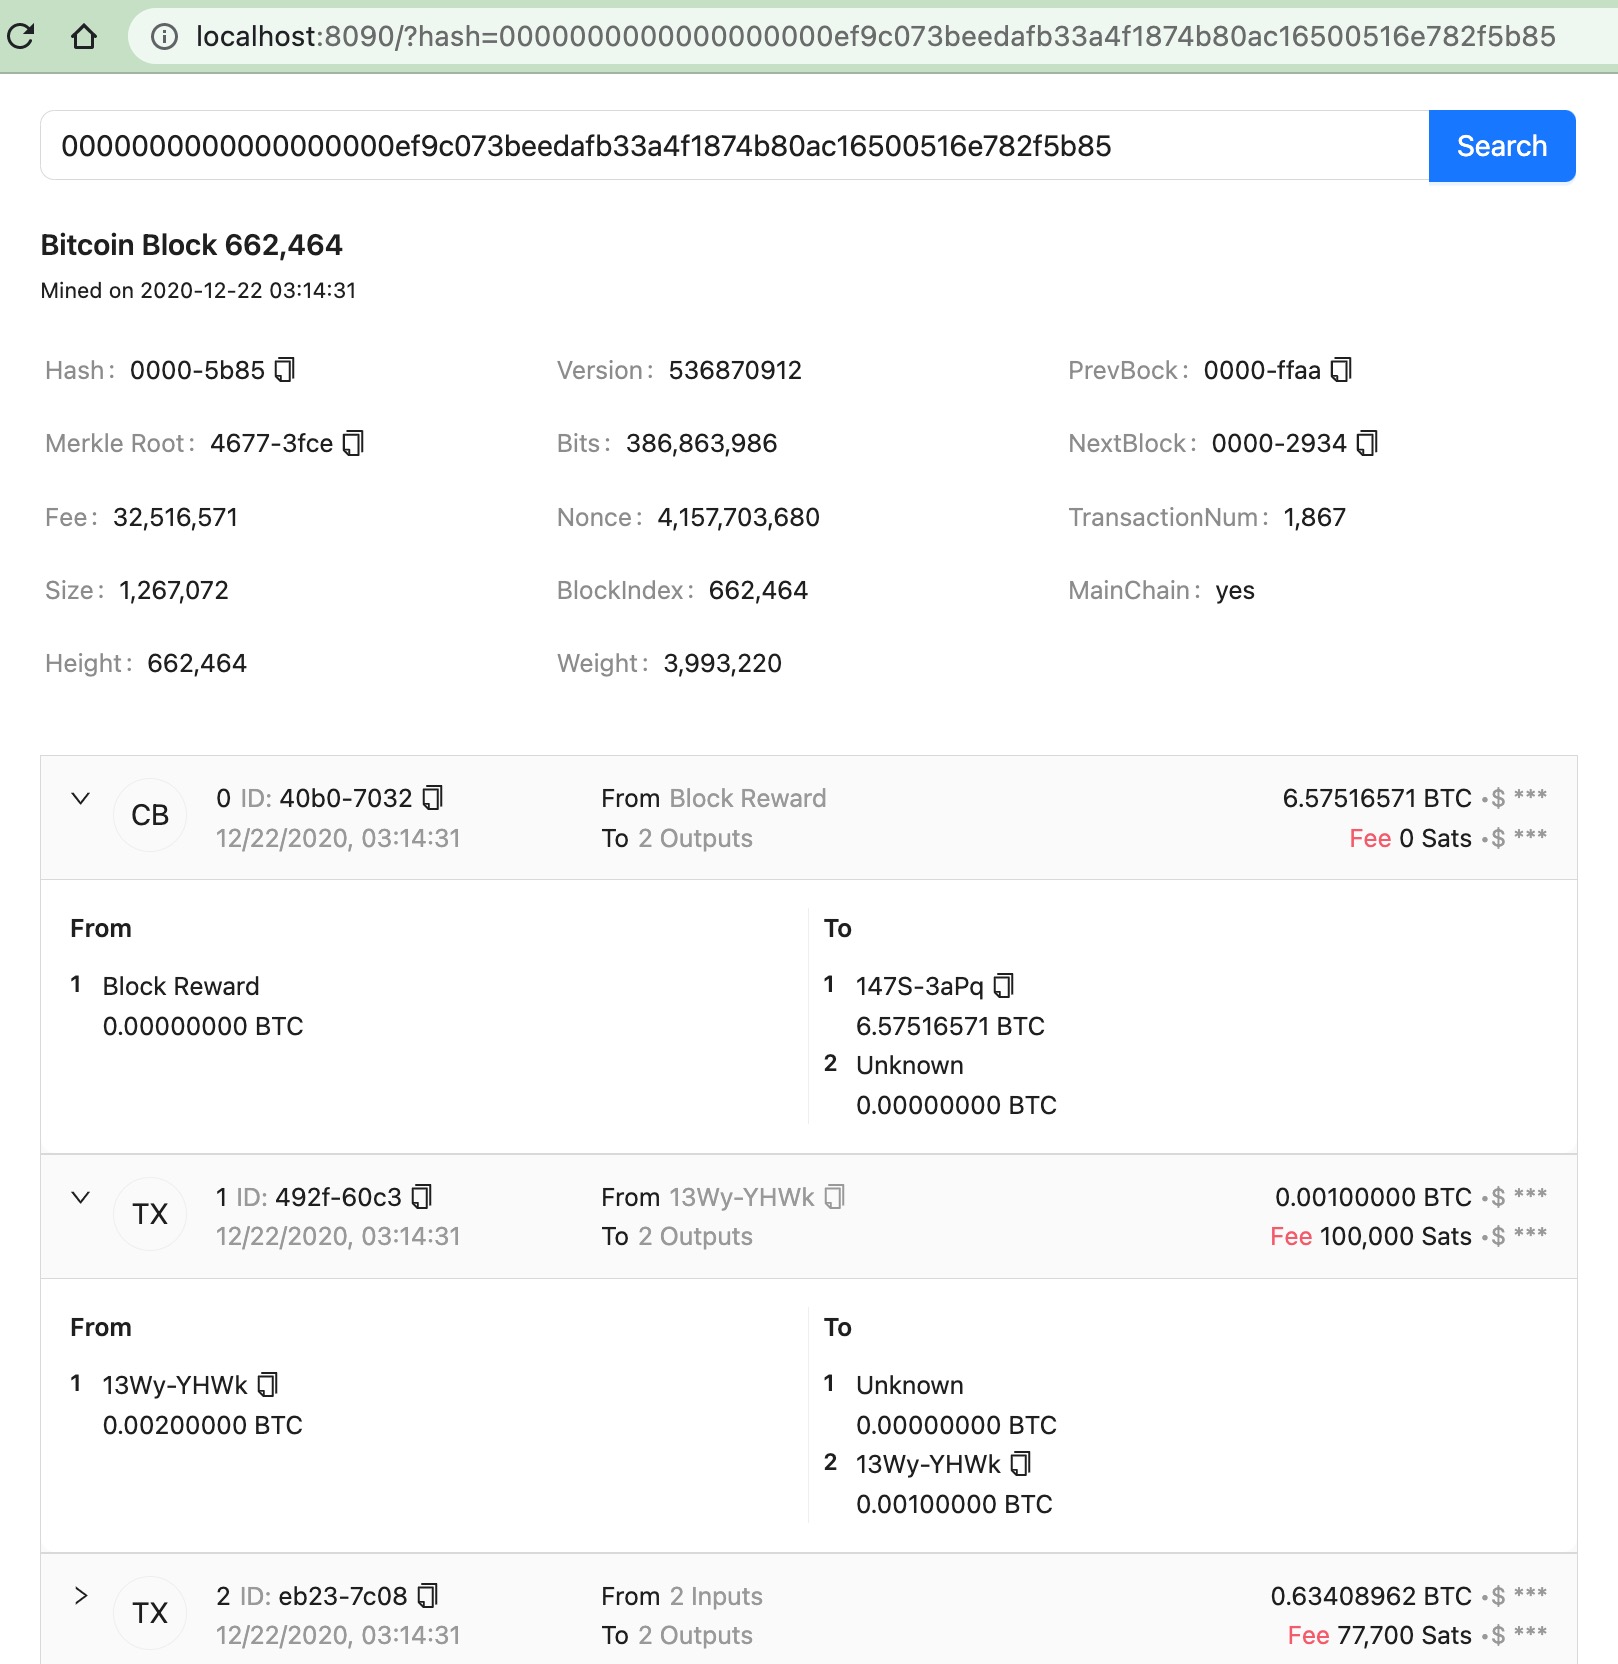 localhost:8090/?hash=0000000000000000000ef9c073beedafb33a4f1874b80ac16500516e782f5b85
0000000000000000000ef9c073beedafb33a4f1874b80ac16500516e782f5b85
Search
Bitcoin Block 662,464
Mined on 2020-12-22 03:14:31
Hash: 0000-5b85 Version: 536870912 PrevBock: 0000-ffaa
Merkle Root: 4677-3fce Bits: 386,863,986 NextBlock: 0000-2934
Fee: 32,516,571 Nonce: 4,157,703,680 TransactionNum: 1,867
Size: 1,267,072 BlockIndex: 662,464 MainChain: yes
Height: 662,464 Weight: 3,993,220
CB
0 ID: 40b0-7032 From Block Reward 6.57516571 BTC •$ ***
12/22/2020, 03:14:31 To 2 Outputs Fee 0 Sats •$ ***
From
1 Block Reward
0.00000000 BTC
To
1 147S-3aPq
6.57516571 BTC
2 Unknown
0.00000000 BTC
TX
1 ID: 492f-60c3 From 13Wy-YHWk 0.00100000 BTC •$ ***
12/22/2020, 03:14:31 To 2 Outputs Fee 100,000 Sats •$ ***
From
1 13Wy-YHWk
0.00200000 BTC
To
1 Unknown
0.00000000 BTC
2 13Wy-YHWk
0.00100000 BTC
TX
2 ID: eb23-7c08 From 2 Inputs 0.63408962 BTC •$ ***
12/22/2020, 03:14:31 To 2 Outputs Fee 77,700 Sats •$ ***